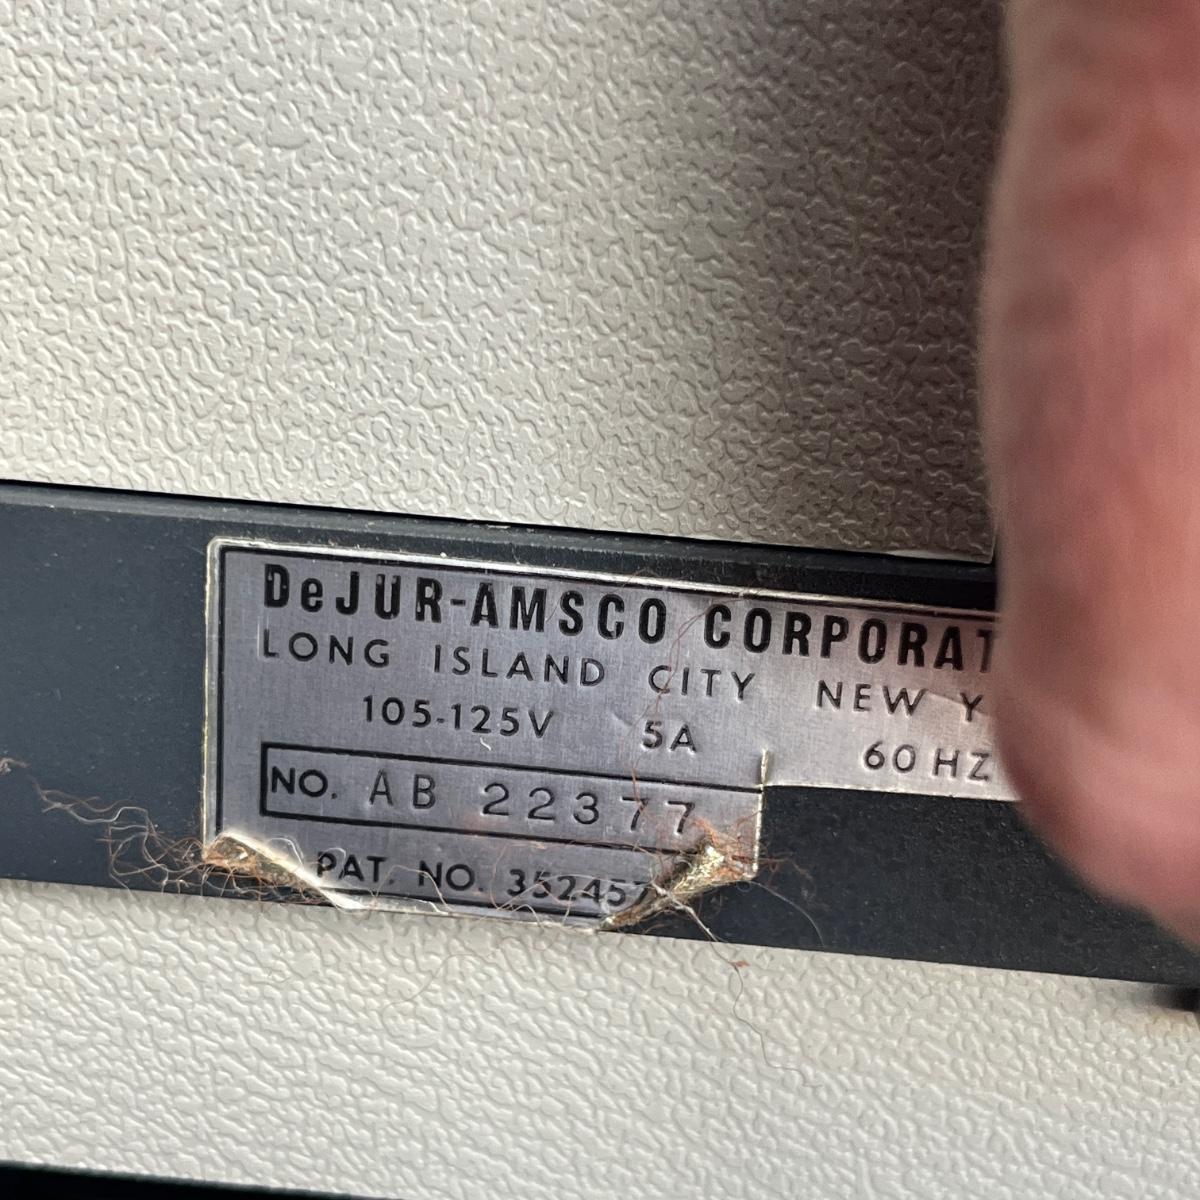 DeJUR-AMSCO CORPORAT
LONG ISLAND CITY NEW Y
105-125V 5A 60 HZ
NO. AB 22377
PAT. NO. 352457